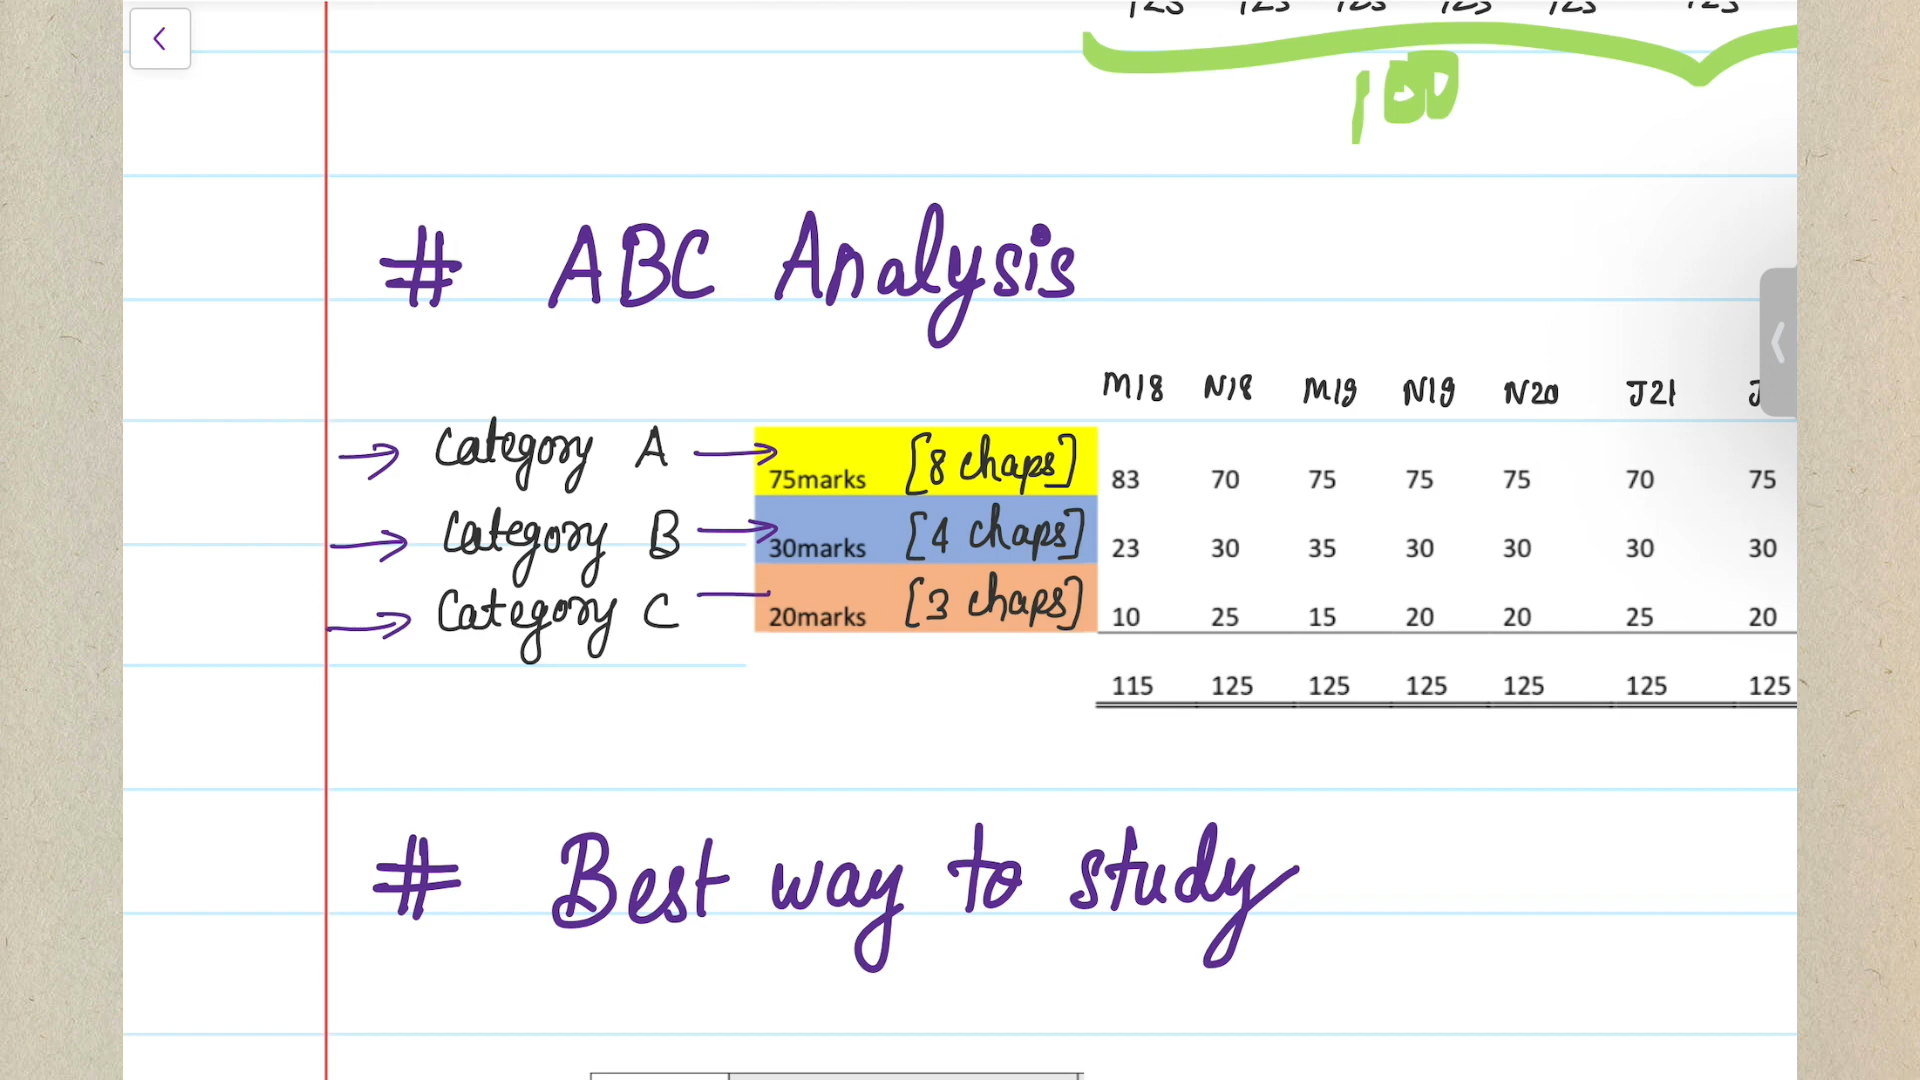 100
# ABC Analysis
M18 N18 M19 N19 N20 J21
→ Category A → 75marks [8 chaps] 83 70 75 75 75 70 75
→ Category B → 30marks [4 chaps] 23 30 35 30 30 30 30
→ Category C — 20marks [3 chaps] 10 25 15 20 20 25 20
115 125 125 125 125 125 125
# Best way to study